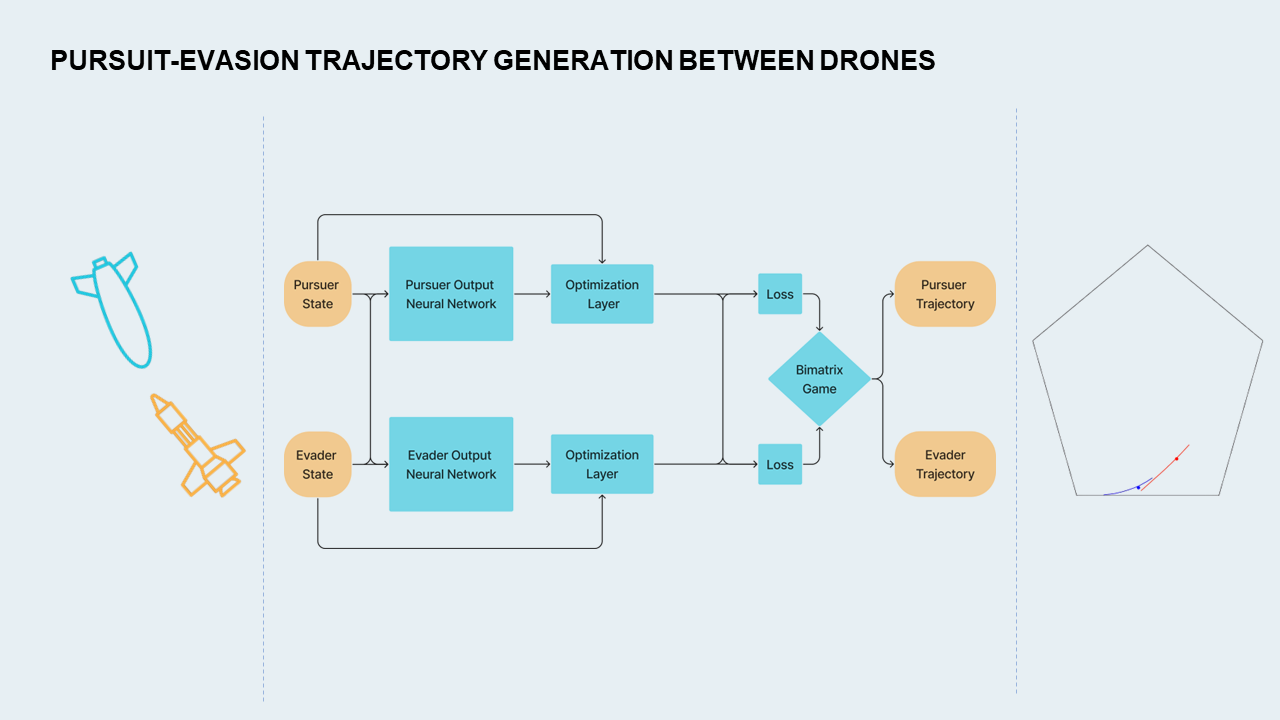 PURSUIT-EVASION TRAJECTORY GENERATION BETWEEN DRONES
Pursuer
State
Pursuer Output
Neural Network
Optimization
Layer
Loss
Pursuer
Trajectory
Bimatrix
Game
Evader
State
Evader Output
Neural Network
Optimization
Layer
Loss
Evader
Trajectory